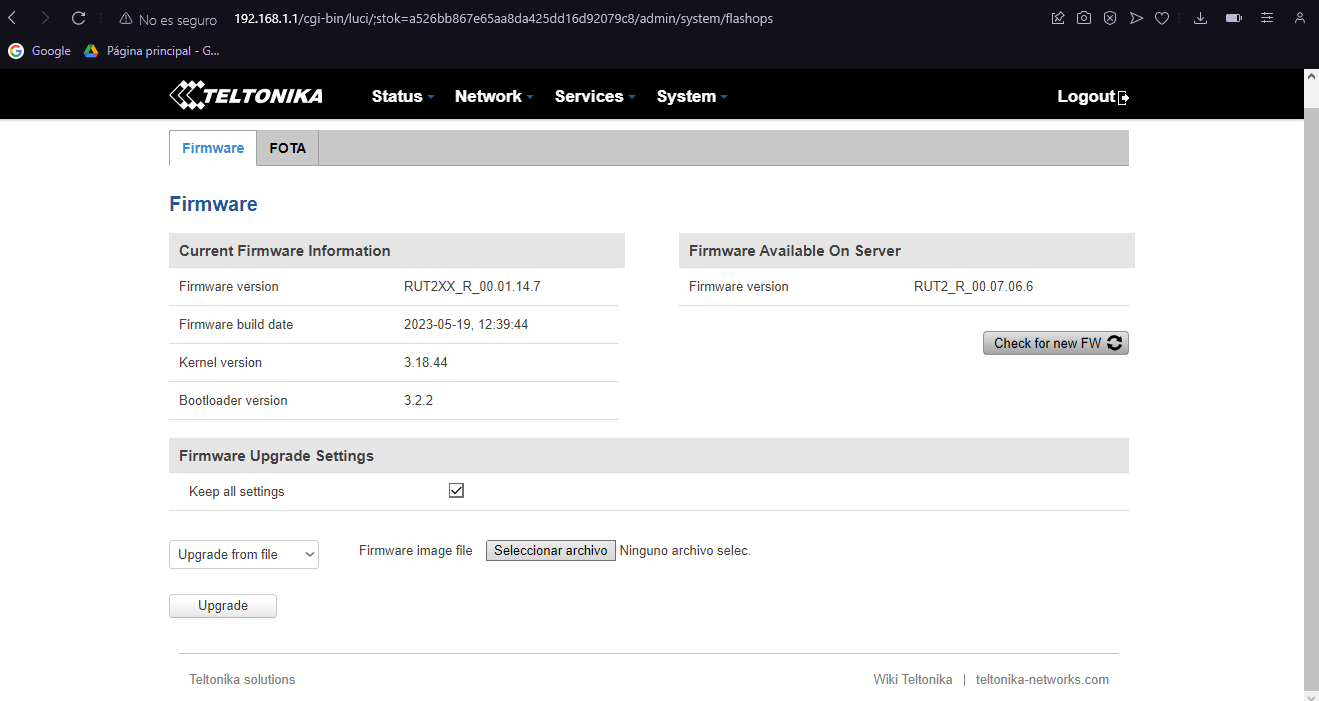 No es seguro 192.168.1.1/cgi-bin/luci/;stok=a526bb867e65aa8da425dd16d92079c8/admin/system/flashops
Google Página principal - G...
TELTONIKA Status Network Services System Logout
Firmware FOTA
Firmware
Current Firmware Information
Firmware version RUT2XX_R_00.01.14.7
Firmware build date 2023-05-19, 12:39:44
Kernel version 3.18.44
Bootloader version 3.2.2
Firmware Available On Server
Firmware version RUT2_R_00.07.06.6
Check for new FW
Firmware Upgrade Settings
Keep all settings
Upgrade from file Firmware image file Seleccionar archivo Ninguno archivo selec.
Upgrade
Teltonika solutions Wiki Teltonika | teltonika-networks.com